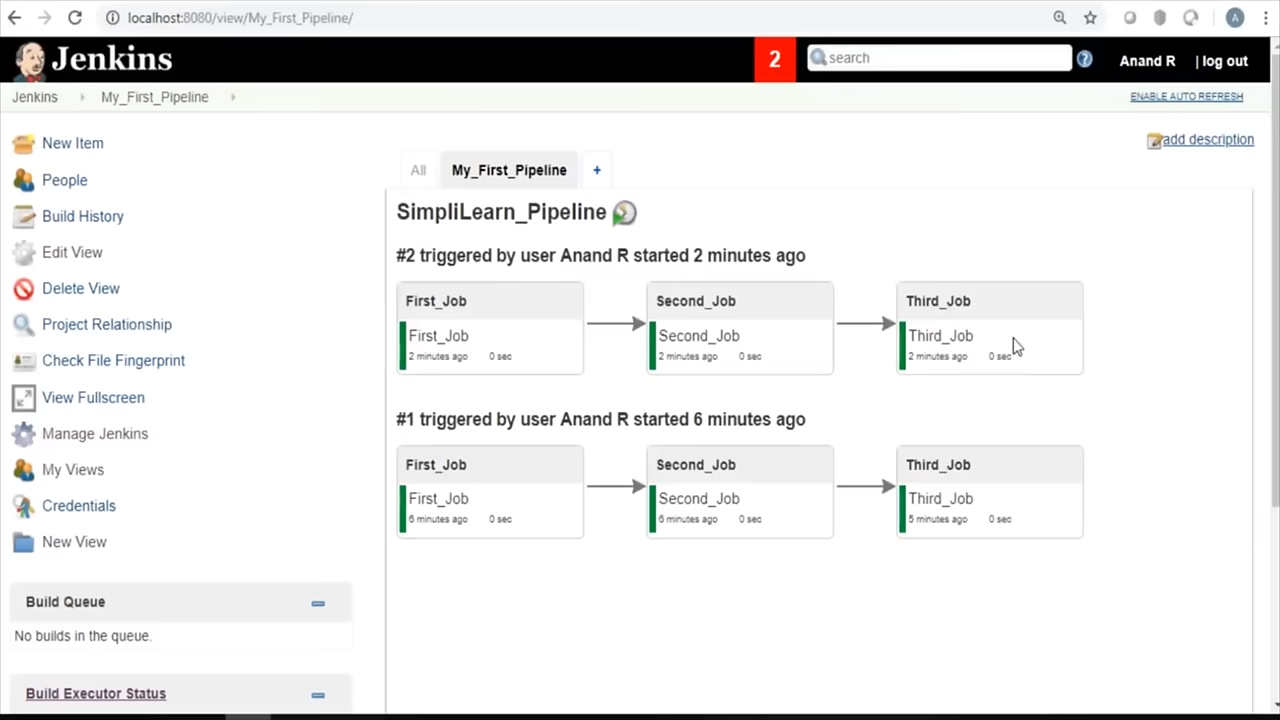 localhost:8080/view/My_First_Pipeline/
A
Jenkins
2
search
?
Anand R
| log out
Jenkins
My_First_Pipeline
ENABLE AUTO REFRESH
add description
New Item
People
Build History
Edit View
Delete View
Project Relationship
Check File Fingerprint
View Fullscreen
Manage Jenkins
My Views
Credentials
New View
Build Queue
No builds in the queue.
Build Executor Status
All
My_First_Pipeline
+
SimpliLearn_Pipeline
#2 triggered by user Anand R started 2 minutes ago
First_Job
First_Job
2 minutes ago 0 sec
Second_Job
Second_Job
2 minutes ago 0 sec
Third_Job
Third_Job
2 minutes ago 0 sec
#1 triggered by user Anand R started 6 minutes ago
First_Job
First_Job
6 minutes ago 0 sec
Second_Job
Second_Job
6 minutes ago 0 sec
Third_Job
Third_Job
5 minutes ago 0 sec